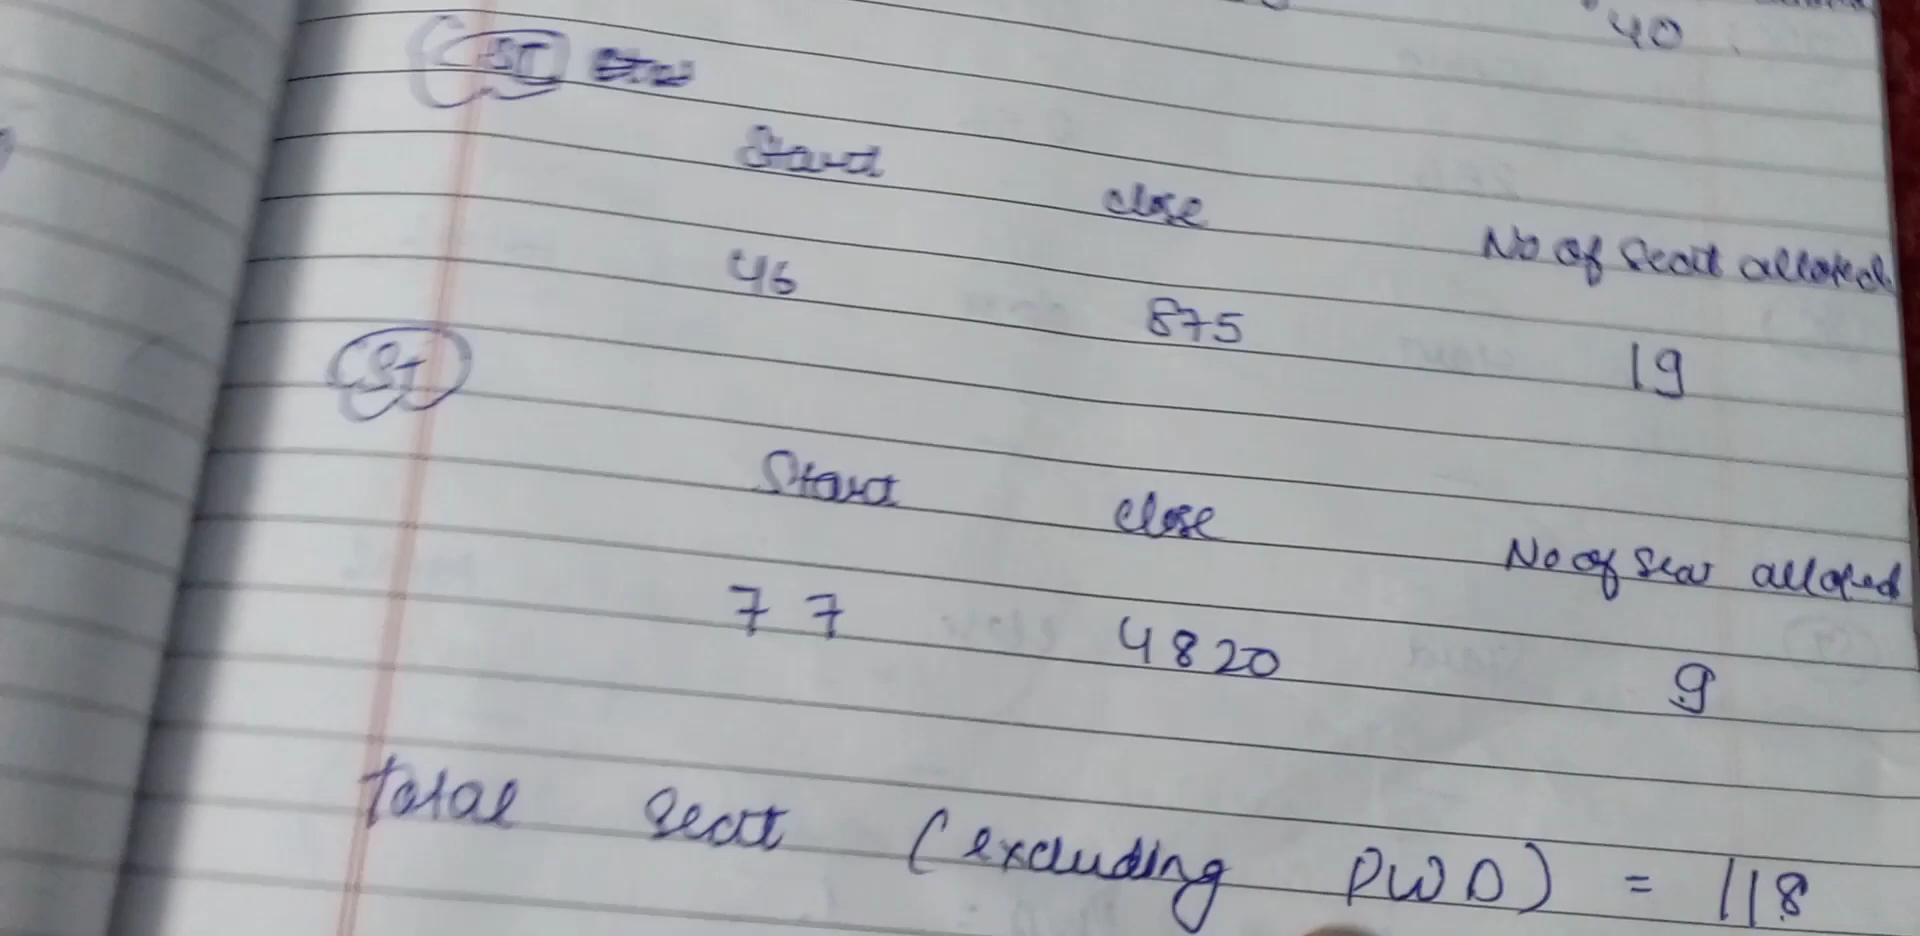 40
ST
Start close No of Seat alloted
46 875 19
ST
Start close No of Seat alloted
77 4820 9
total seat (excluding PWD) = 118